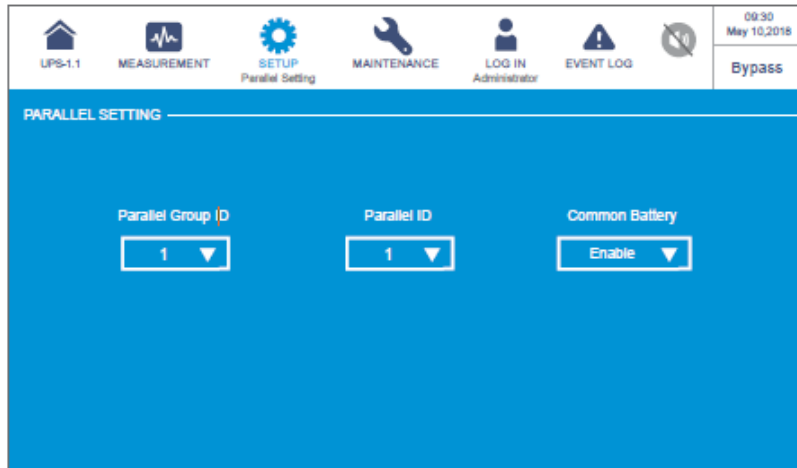 UPS-1.1
MEASUREMENT
SETUP
Parallel Setting
MAINTENANCE
LOG IN
Administrator
EVENT LOG
09:30
May 10,2018
Bypass
PARALLEL SETTING
Parallel Group ID
Parallel ID
Common Battery
1
1
Enable